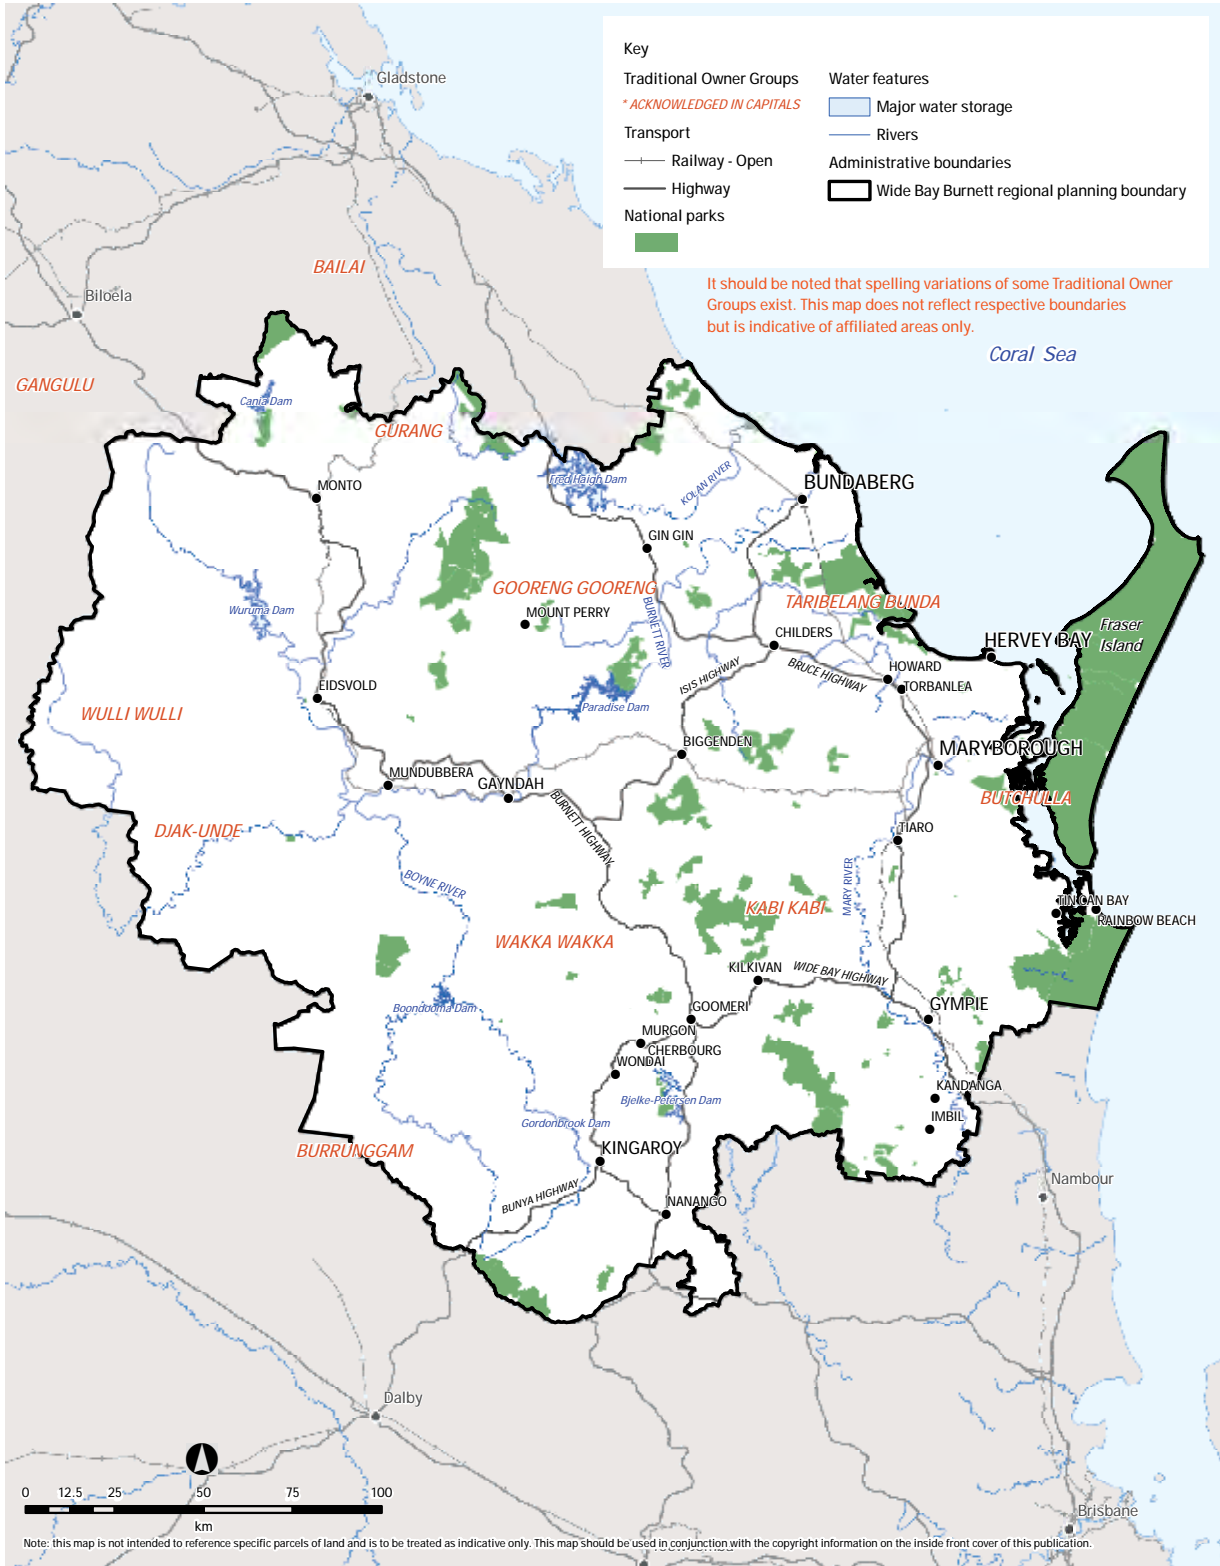 Key
Traditional Owner Groups
* ACKNOWLEDGED IN CAPITALS
Transport
Railway - Open
Highway
National parks
Water features
Major water storage
Rivers
Administrative boundaries
Wide Bay Burnett regional planning boundary
It should be noted that spelling variations of some Traditional Owner
Groups exist. This map does not reflect respective boundaries
but is indicative of affiliated areas only.
Gladstone
BAILAI
Biloela
Coral Sea
GANGULU
Cania Dam
GURANG
Fred Haigh Dam
KOLAN RIVER
MONTO
BUNDABERG
GIN GIN
GOORENG GOORENG
TARIBELANG BUNDA
Wuruma Dam
MOUNT PERRY
BURNETT RIVER
Fraser
Island
CHILDERS
HERVEY BAY
ISIS HIGHWAY
BRUCE HIGHWAY
HOWARD
TORBANLEA
EIDSVOLD
Paradise Dam
WULLI WULLI
BIGGENDEN
MARYBOROUGH
MUNDUBBERA
GAYNDAH
BUTCHULLA
BURNETT HIGHWAY
DJAK-UNDE
TIARO
BOYNE RIVER
MARY RIVER
TIN CAN BAY
KABI KABI
RAINBOW BEACH
WAKKA WAKKA
KILKIVAN
WIDE BAY HIGHWAY
Boondooma Dam
GOOMERI
GYMPIE
MURGON
CHERBOURG
WONDAI
KANDANGA
Bjelke-Petersen Dam
IMBIL
Gordonbrook Dam
BURRUNGGAM
KINGAROY
Nambour
BUNYA HIGHWAY
NANANGO
Dalby
0 12.5 25 50 75 100
km
Brisbane
Note: this map is not intended to reference specific parcels of land and is to be treated as indicative only. This map should be used in conjunction with the copyright information on the inside front cover of this publication.